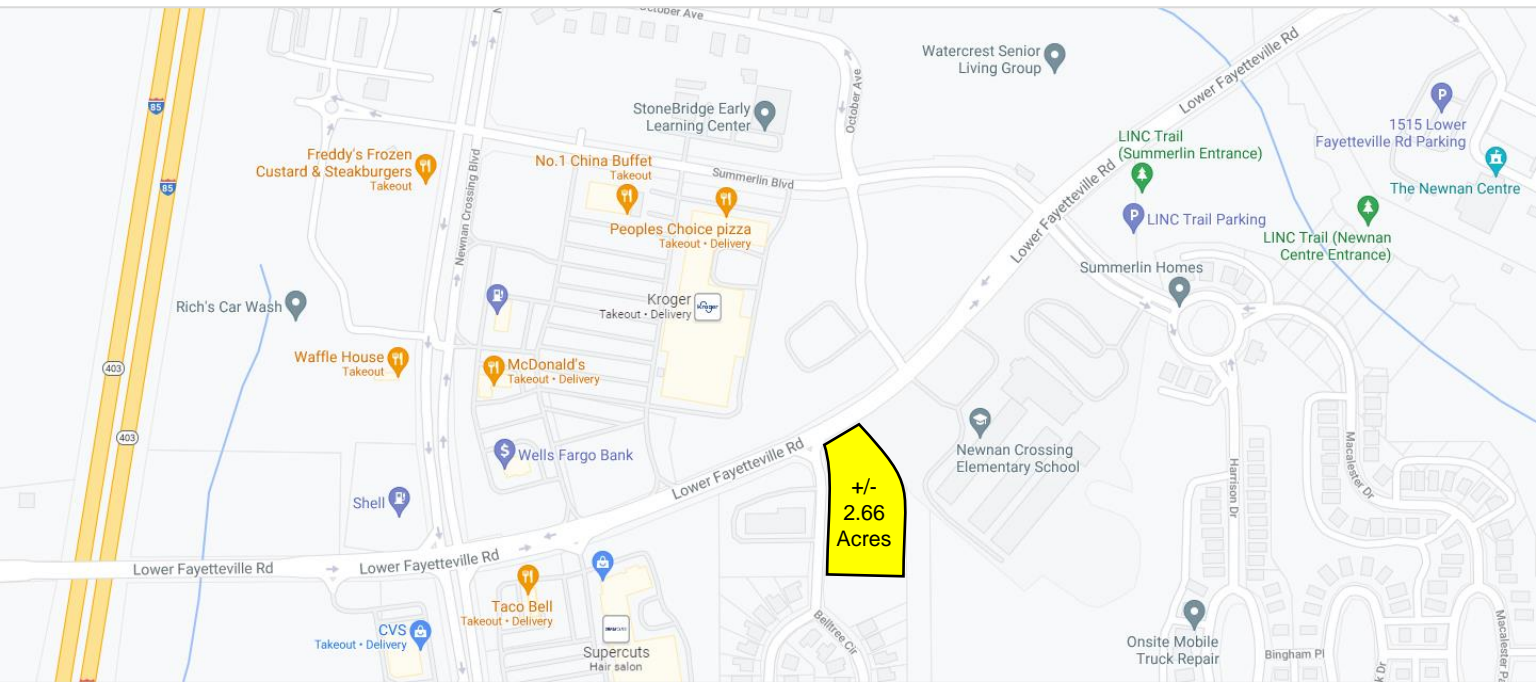 October Ave
N
Watercrest Senior
Living Group
Lower Fayetteville Rd
85
StoneBridge Early
Learning Center
October Ave
P
1515 Lower
Fayetteville Rd Parking
LINC Trail
(Summerlin Entrance)
Freddy's Frozen
Custard & Steakburgers
Takeout
No.1 China Buffet
Takeout
Summerlin Blvd
The Newnan Centre
85
Newnan Crossing Blvd
Peoples Choice pizza
Takeout • Delivery
Lower Fayetteville Rd
P
LINC Trail Parking
LINC Trail (Newnan
Centre Entrance)
Summerlin Homes
Rich's Car Wash
Kroger
Takeout • Delivery
Kroger
Waffle House
Takeout
McDonald's
Takeout • Delivery
403
403
Newnan Crossing
Elementary School
$
Wells Fargo Bank
Lower Fayetteville Rd
+/-
2.66
Acres
Harrison Dr
Macalester Dr
Shell
Lower Fayetteville Rd
Lower Fayetteville Rd
Taco Bell
Takeout • Delivery
CVS
Takeout • Delivery
Supercuts
Hair salon
Belltree Cir
Onsite Mobile
Truck Repair
Bingham Pl
k Dr
Macalester Pa